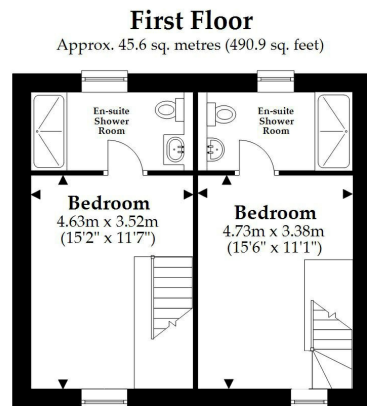 First Floor
Approx. 45.6 sq. metres (490.9 sq. feet)
En-suite
Shower
Room
En-suite
Shower
Room
Bedroom
4.63m x 3.52m
(15'2" x 11'7")
Bedroom
4.73m x 3.38m
(15'6" x 11'1")